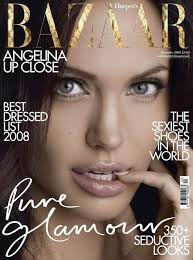 Harper's
BAZAAR
ANGELINA
UP CLOSE
BEST
DRESSED
LIST
2008
THE
SEXIEST
SHOES
IN THE
WORLD
Pure
glamour
350+
SEDUCTIVE
LOOKS